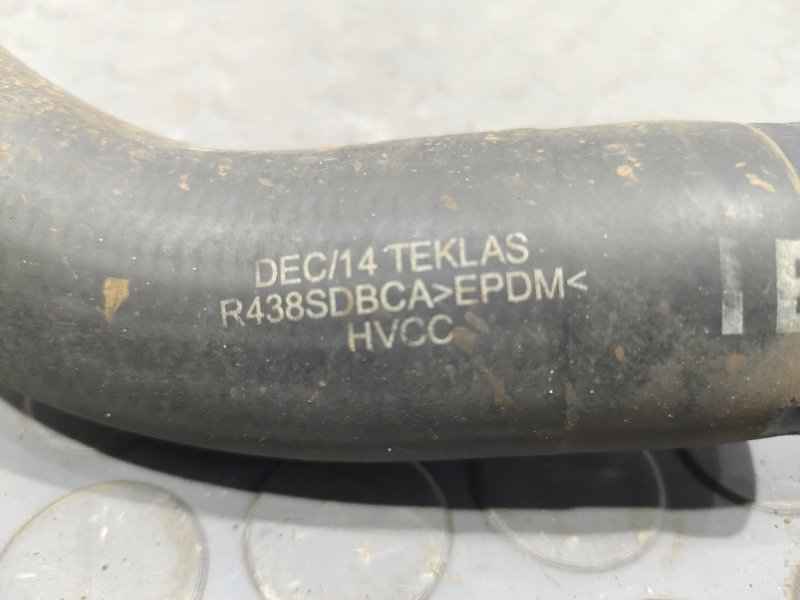 DEC/14 TEKLAS
R438SDBCA>EPDM<
HVCC